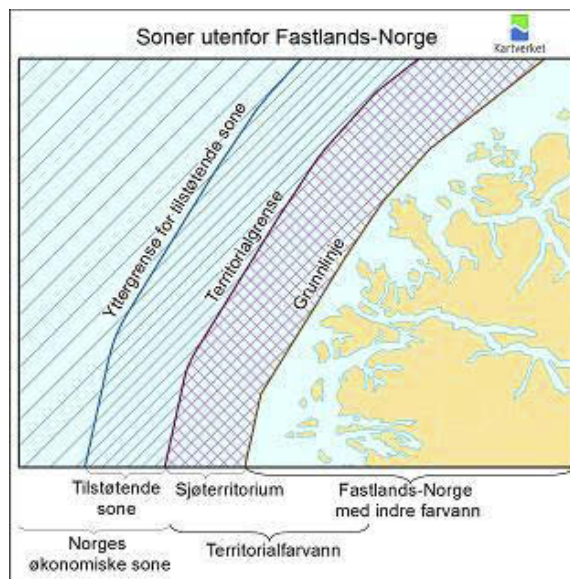 Soner utenfor Fastlands-Norge
Kartverket
Yttergrense for tilstøtende sone
Territorialgrense
Grunnlinje
Tilstøtende
sone
Sjøterritorium
Fastlands-Norge
med indre farvann
Norges
økonomiske sone
Territorialfarvann